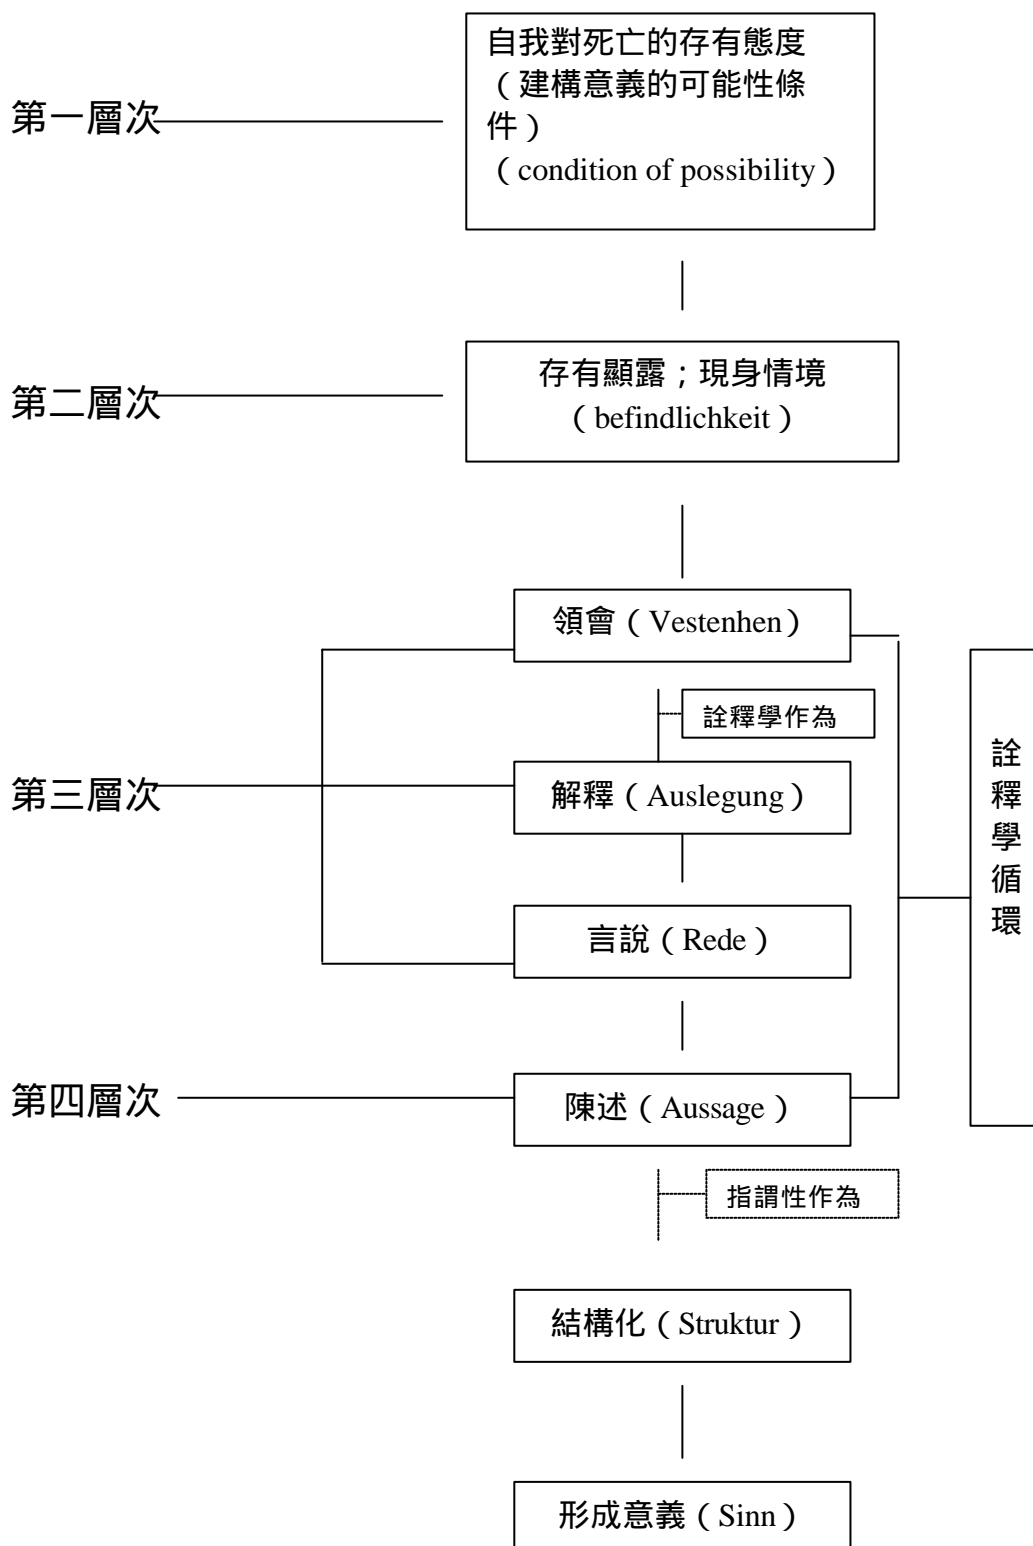 自我對死亡的存有態度
（建構意義的可能性條
件）
（condition of possibility）
第一層次
存有顯露；現身情境
（befindlichkeit）
第二層次
領會（Vestenhen）
詮釋學作為
第三層次
解釋（Auslegung）
詮釋學循環
言說（Rede）
第四層次
陳述（Aussage）
指謂性作為
結構化（Struktur）
形成意義（Sinn）